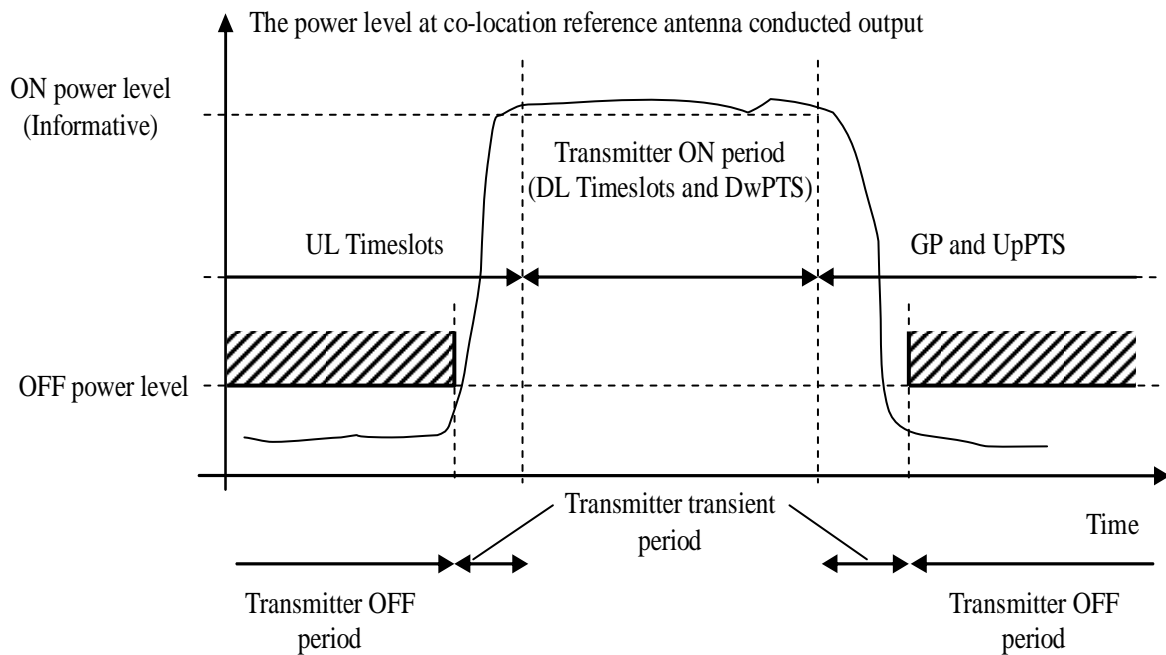 The power level at co-location reference antenna conducted output
ON power level
(Informative)
Transmitter ON period
(DL Timeslots and DwPTS)
UL Timeslots
GP and UpPTS
OFF power level
Transmitter transient
period
Time
Transmitter OFF
period
Transmitter OFF
period